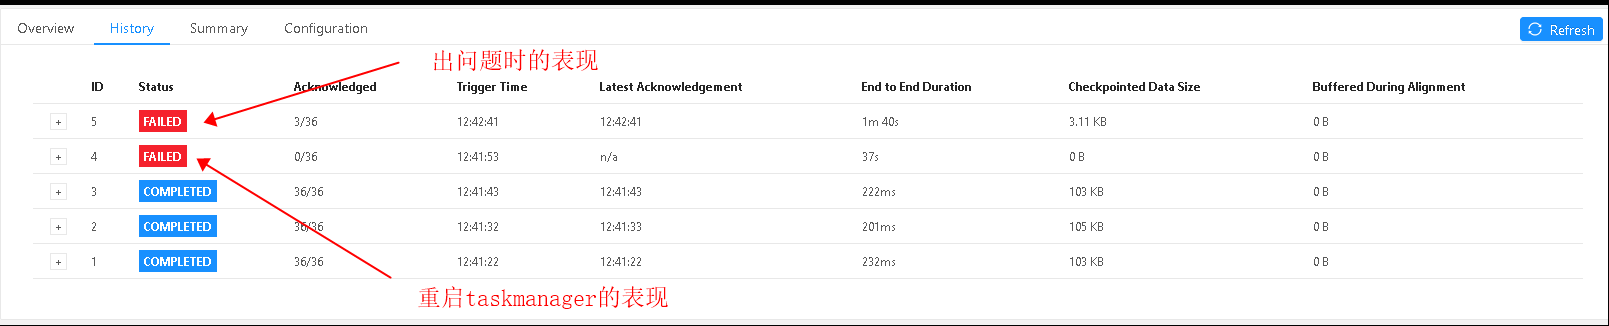 Overview History Summary Configuration Refresh
出问题时的表现
ID Status Acknowledged Trigger Time Latest Acknowledgement End to End Duration Checkpointed Data Size Buffered During Alignment
+ 5 FAILED 3/36 12:42:41 12:42:41 1m 40s 3.11 KB 0 B
+ 4 FAILED 0/36 12:41:53 n/a 37s 0 B 0 B
+ 3 COMPLETED 36/36 12:41:43 12:41:43 222ms 103 KB 0 B
+ 2 COMPLETED 36/36 12:41:32 12:41:33 201ms 105 KB 0 B
+ 1 COMPLETED 36/36 12:41:22 12:41:22 232ms 103 KB 0 B
重启taskmanager的表现